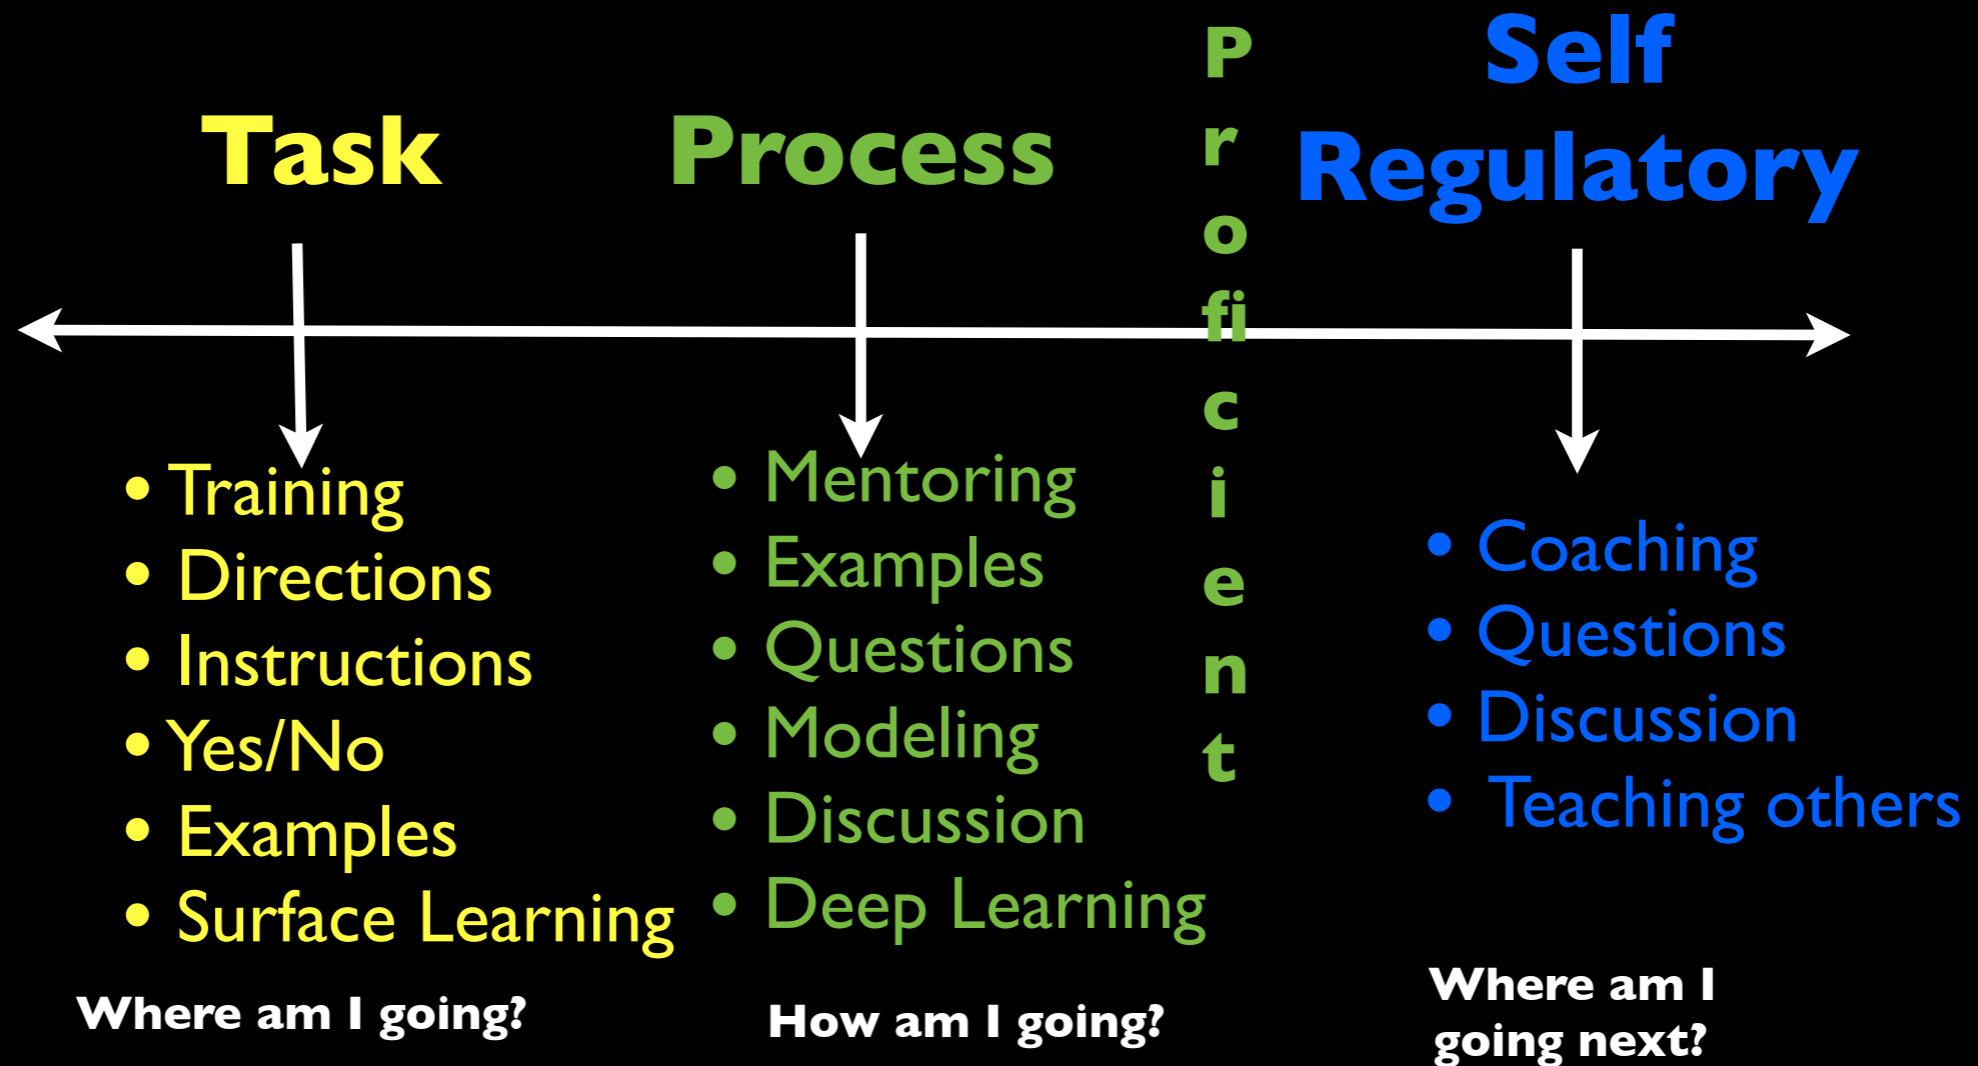 Task
• Training
• Directions
• Instructions
• Yes/No
• Examples
• Surface Learning
Where am I going?
Process
• Mentoring
• Examples
• Questions
• Modeling
• Discussion
• Deep Learning
How am I going?
Proficient
Self
Regulatory
• Coaching
• Questions
• Discussion
• Teaching others
Where am I
going next?